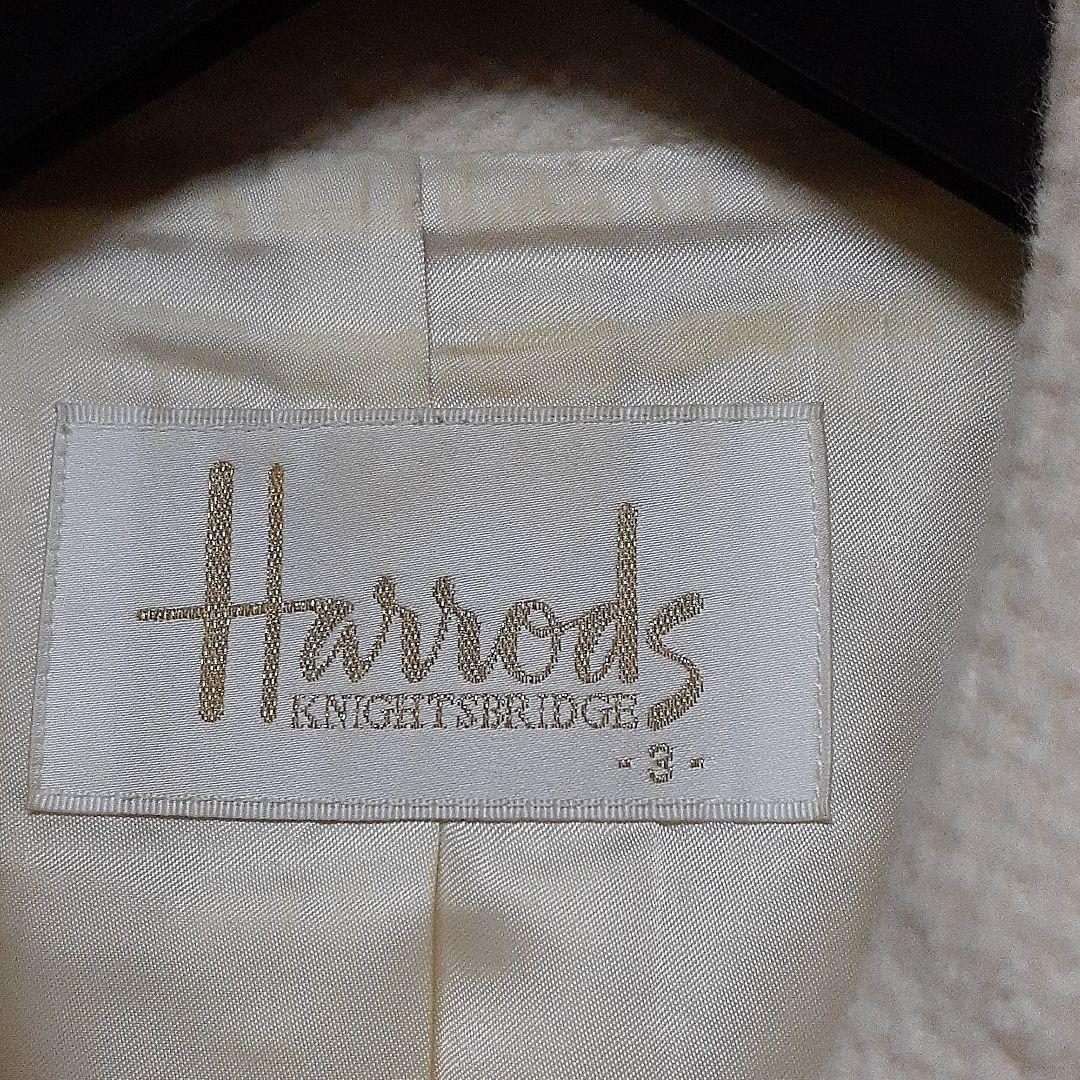 Harrods
KNIGHTSBRIDGE
- 3 -